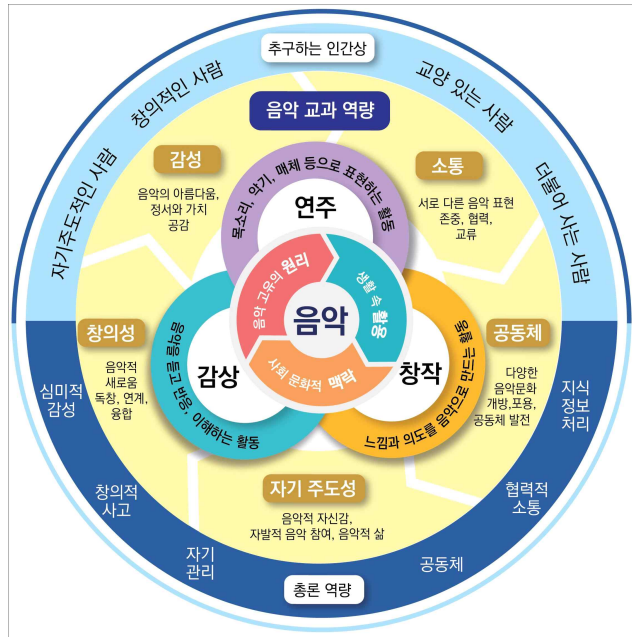 추구하는 인간상
자기주도적인 사람
창의적인 사람
교양 있는 사람
더불어 사는 사람
음악 교과 역량
감성
음악의 아름다움,
정서와 가치
공감
소통
서로 다른 음악 표현
존중, 협력,
교류
목소리, 악기, 매체 등으로 표현하는 활동
연주
음악 고유의 원리
생활 속 활용
음악
사회 문화적 맥락
창의성
음악적
새로움
독창, 연계,
융합
음악을 듣고 반응, 이해하는 활동
감상
느낌과 의도를 음악으로 만드는 활동
창작
공동체
다양한
음악문화
개방,포용,
공동체 발전
자기 주도성
음악적 자신감,
자발적 음악 참여, 음악적 삶
심미적
감성
창의적
사고
자기
관리
공동체
협력적
소통
지식
정보
처리
총론 역량